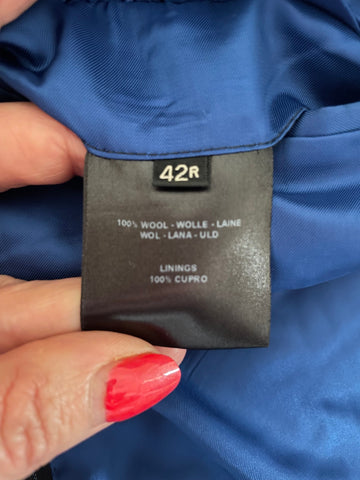 42R
100% WOOL - WOLLE - LAINE
WOL - LANA - ULD
LININGS
100% CUPRO